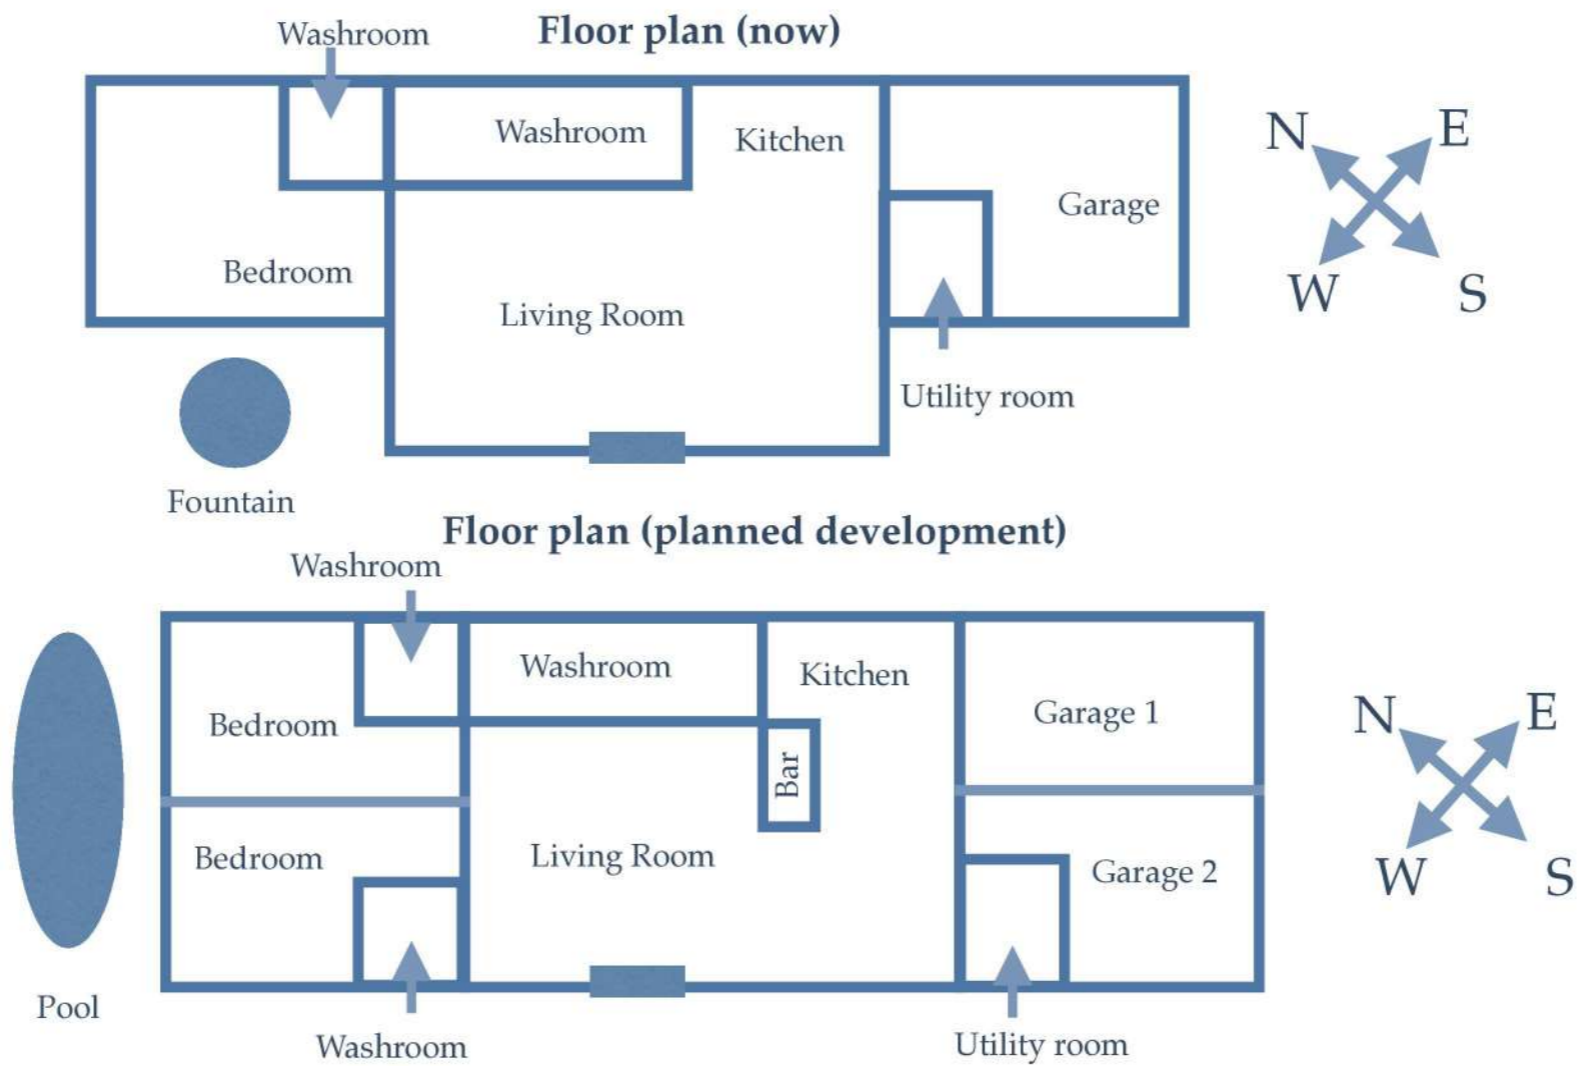 Washroom
Floor plan (now)
Washroom
Kitchen
Garage
Bedroom
Living Room
Utility room
Fountain
N
E
W
S
Floor plan (planned development)
Washroom
Washroom
Kitchen
Bedroom
Garage 1
Bar
Bedroom
Living Room
Garage 2
Pool
Washroom
Utility room
N
E
W
S